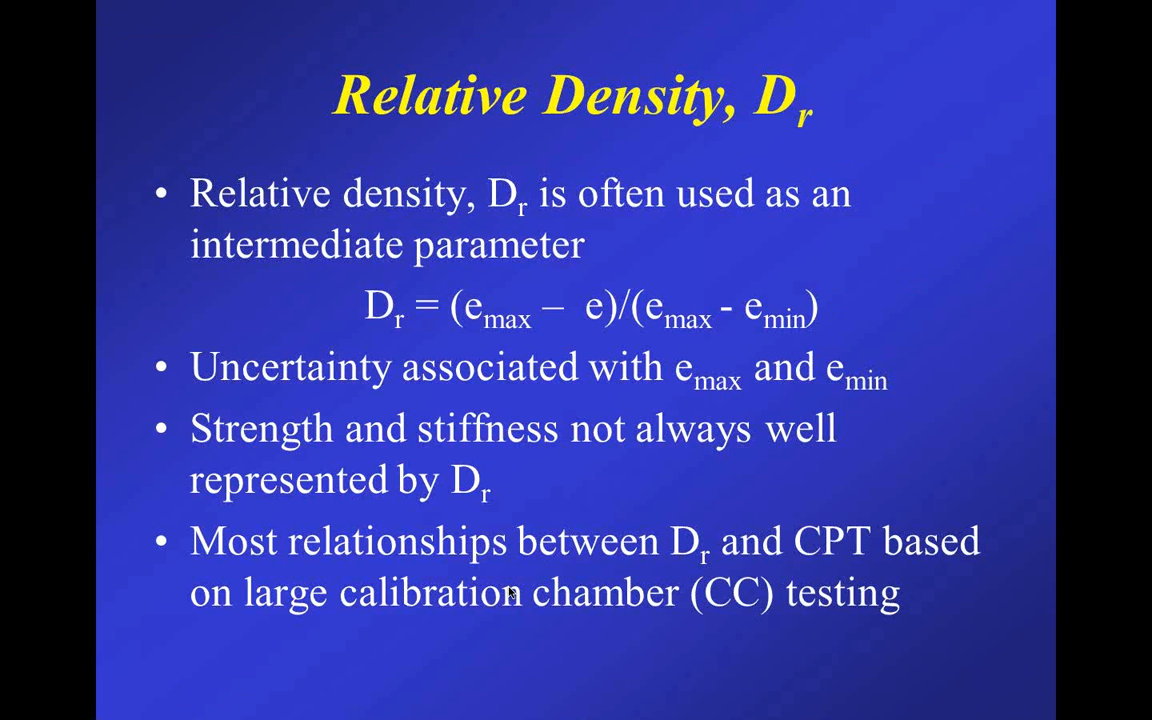 Relative Density, Dr
• Relative density, Dr is often used as an
intermediate parameter
Dr = (emax – e)/(emax - emin)
• Uncertainty associated with emax and emin
• Strength and stiffness not always well
represented by Dr
• Most relationships between Dr and CPT based
on large calibration chamber (CC) testing